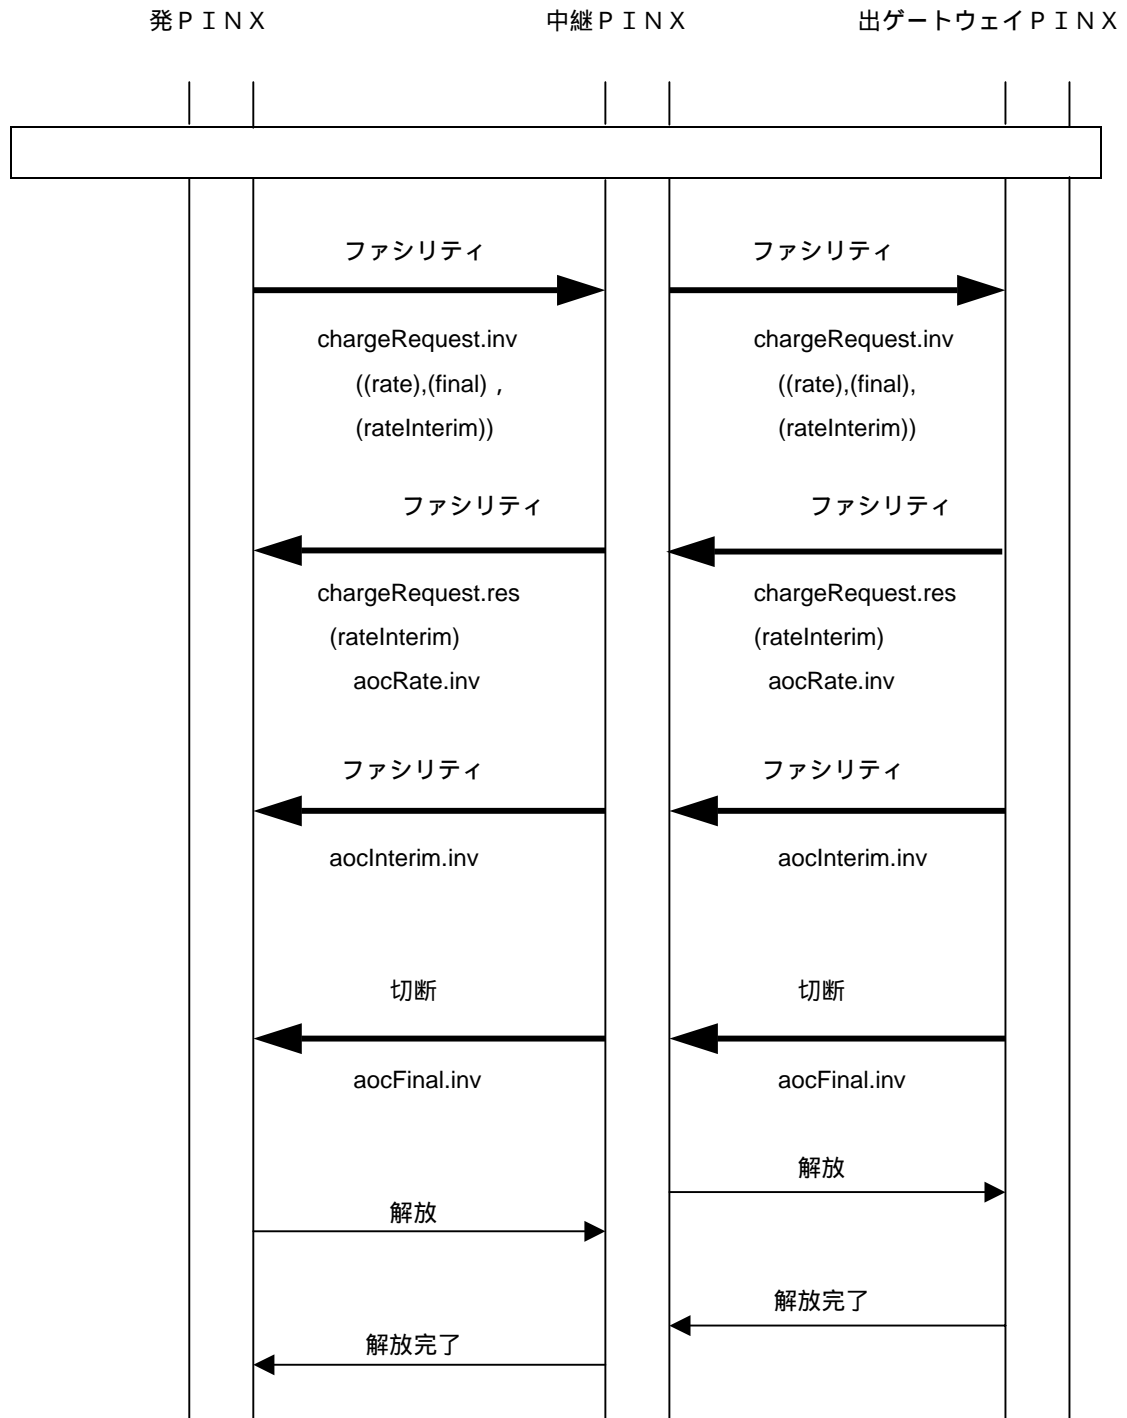 発ＰＩＮＸ 中継ＰＩＮＸ 出ゲートウェイＰＩＮＸ
ファシリティ ファシリティ
chargeRequest.inv chargeRequest.inv
((rate),(final) , ((rate),(final),
(rateInterim)) (rateInterim))
ファシリティ ファシリティ
chargeRequest.res chargeRequest.res
(rateInterim) (rateInterim)
aocRate.inv aocRate.inv
ファシリティ ファシリティ
aocInterim.inv aocInterim.inv
切断 切断
aocFinal.inv aocFinal.inv
解放
解放
解放完了
解放完了